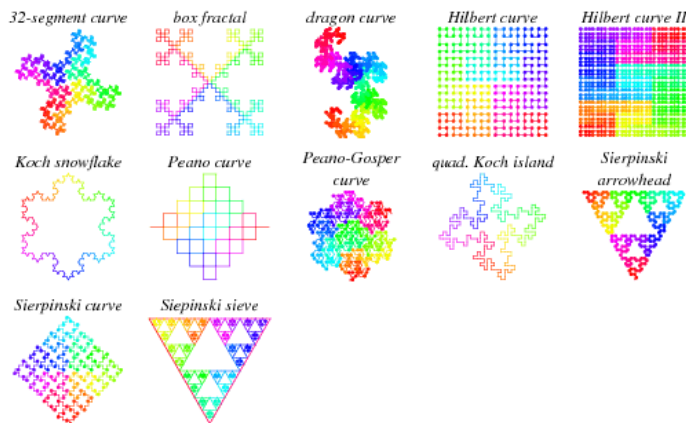 32-segment curve
box fractal
dragon curve
Hilbert curve
Hilbert curve II
Koch snowflake
Peano curve
Peano-Gosper
curve
quad. Koch island
Sierpinski
arrowhead
Sierpinski curve
Siepinski sieve